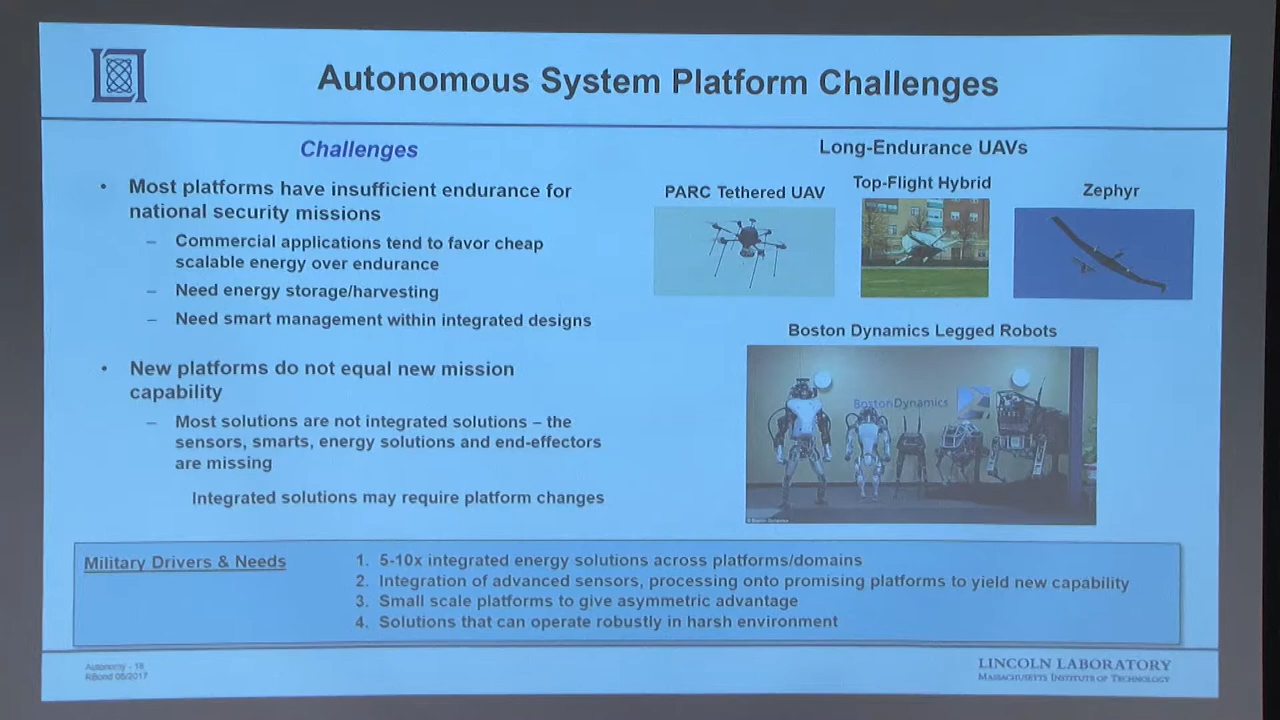 Autonomous System Platform Challenges
Challenges
• Most platforms have insufficient endurance for
national security missions
– Commercial applications tend to favor cheap
scalable energy over endurance
– Need energy storage/harvesting
– Need smart management within integrated designs
• New platforms do not equal new mission
capability
– Most solutions are not integrated solutions – the
sensors, smarts, energy solutions and end-effectors
are missing
Integrated solutions may require platform changes
Long-Endurance UAVs
PARC Tethered UAV
Top-Flight Hybrid
Zephyr
Boston Dynamics Legged Robots
BostonDynamics
© Boston Dynamics
Military Drivers & Needs
1. 5-10x integrated energy solutions across platforms/domains
2. Integration of advanced sensors, processing onto promising platforms to yield new capability
3. Small scale platforms to give asymmetric advantage
4. Solutions that can operate robustly in harsh environment
Autonomy - 18
RBond 05/2017
LINCOLN LABORATORY
MASSACHUSETTS INSTITUTE OF TECHNOLOGY